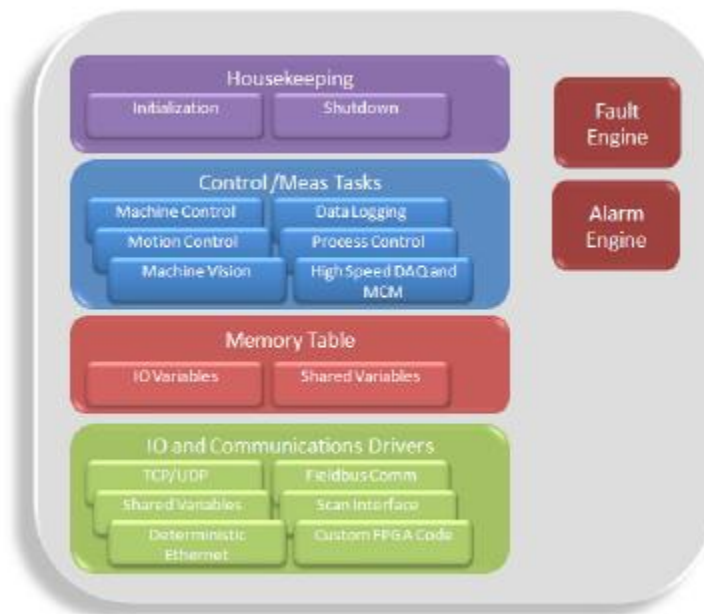 Housekeeping
Initialization
Shutdown
Control/Meas Tasks
Machine Control
Data Logging
Motion Control
Process Control
Machine Vision
High Speed DAQ and
MCM
Memory Table
IO Variables
Shared Variables
IO and Communications Drivers
TCP/UDP
Fieldbus Comm
Shared Variables
Scan Interface
Deterministic
Ethernet
Custom FPGA Code
Fault
Engine
Alarm
Engine